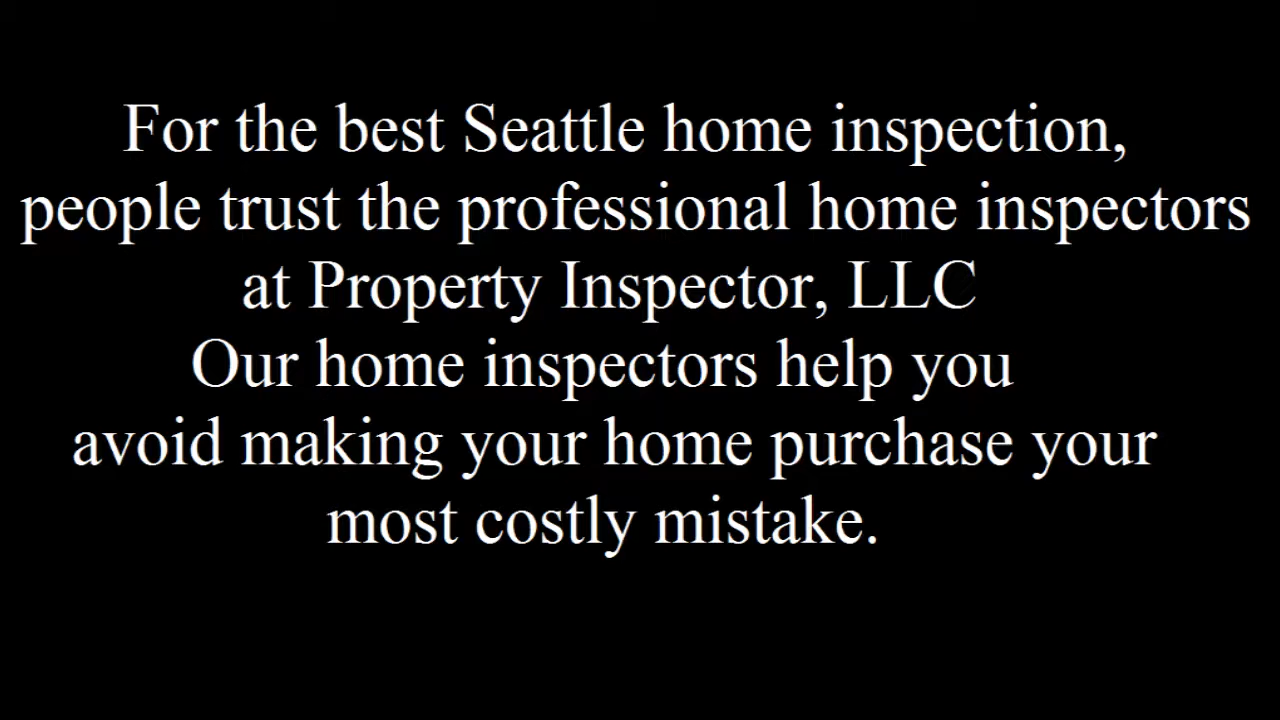 For the best Seattle home inspection,
people trust the professional home inspectors
at Property Inspector, LLC
Our home inspectors help you
avoid making your home purchase your
most costly mistake.